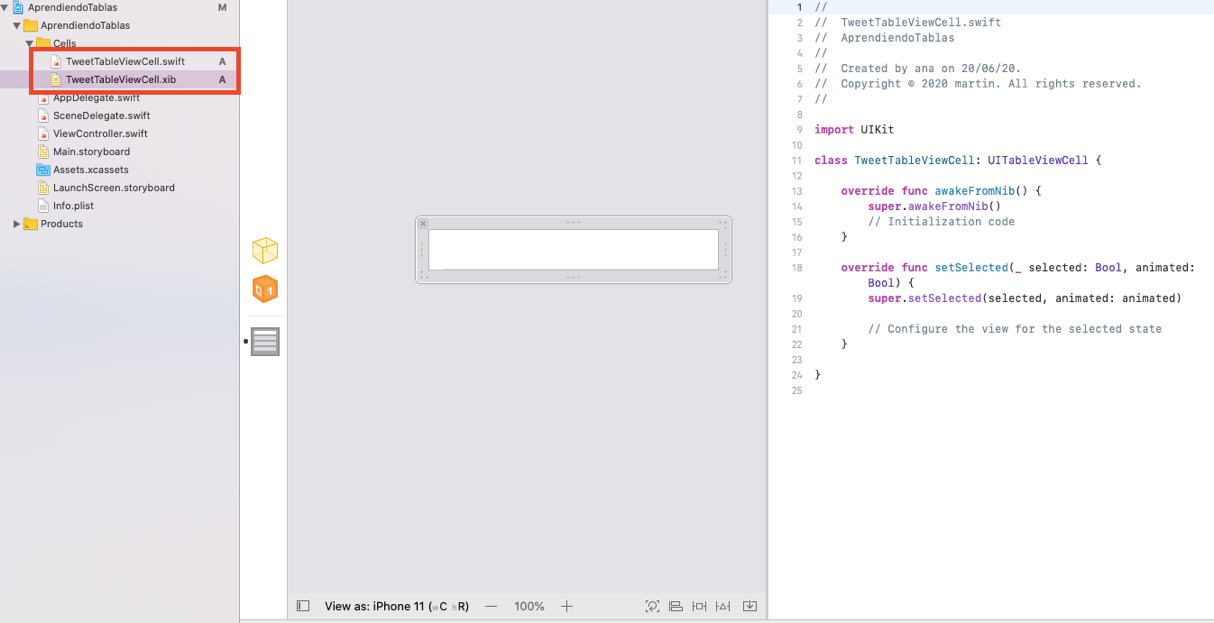 AprendiendoTablas M
AprendiendoTablas
Cells
TweetTableViewCell.swift A
TweetTableViewCell.xib A
AppDelegate.swift
SceneDelegate.swift
ViewController.swift
Main.storyboard
Assets.xcassets
LaunchScreen.storyboard
Info.plist
Products
View as: iPhone 11 (wC hR) — 100% +
1 //
2 // TweetTableViewCell.swift
3 // AprendiendoTablas
4 //
5 // Created by ana on 20/06/20.
6 // Copyright © 2020 martin. All rights reserved.
7 //
8
9 import UIKit
10
11 class TweetTableViewCell: UITableViewCell {
12
13 override func awakeFromNib() {
14 super.awakeFromNib()
15 // Initialization code
16 }
17
18 override func setSelected(_ selected: Bool, animated:
Bool) {
19 super.setSelected(selected, animated: animated)
20
21 // Configure the view for the selected state
22 }
23
24 }
25